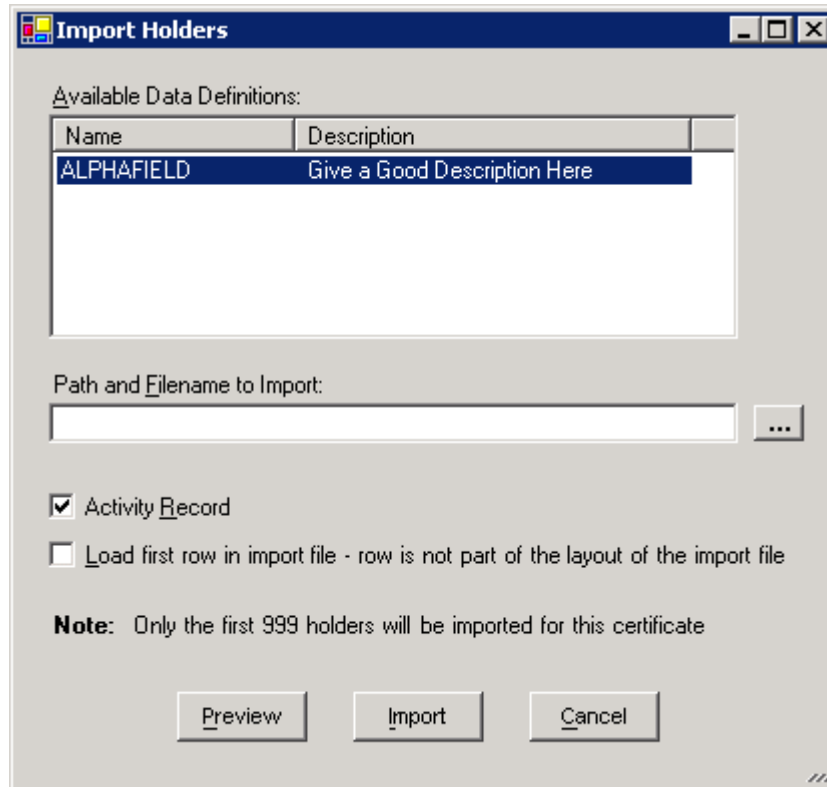 Import Holders
Available Data Definitions:
Name Description
ALPHAFIELD Give a Good Description Here
Path and Filename to Import:
...
Activity Record
Load first row in import file - row is not part of the layout of the import file
Note: Only the first 999 holders will be imported for this certificate
Preview Import Cancel